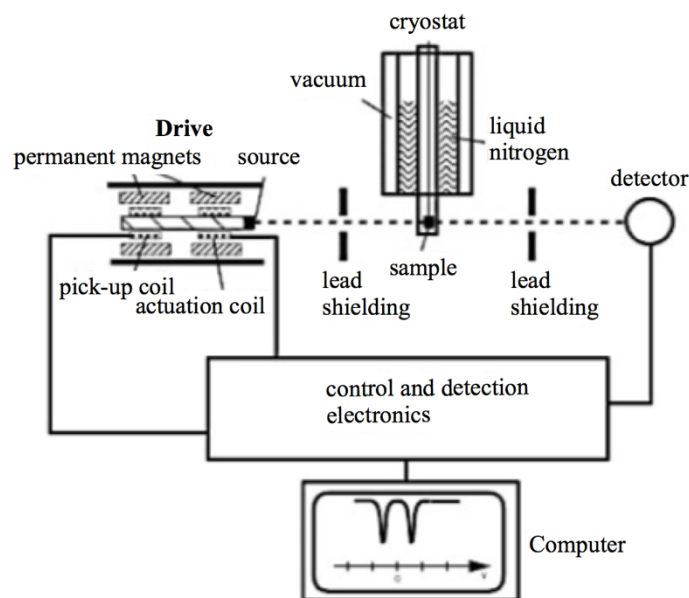 cryostat
vacuum
Drive
liquid
nitrogen
permanent magnets
source
detector
sample
pick-up coil
actuation coil
lead
shielding
lead
shielding
control and detection
electronics
Computer
0
v